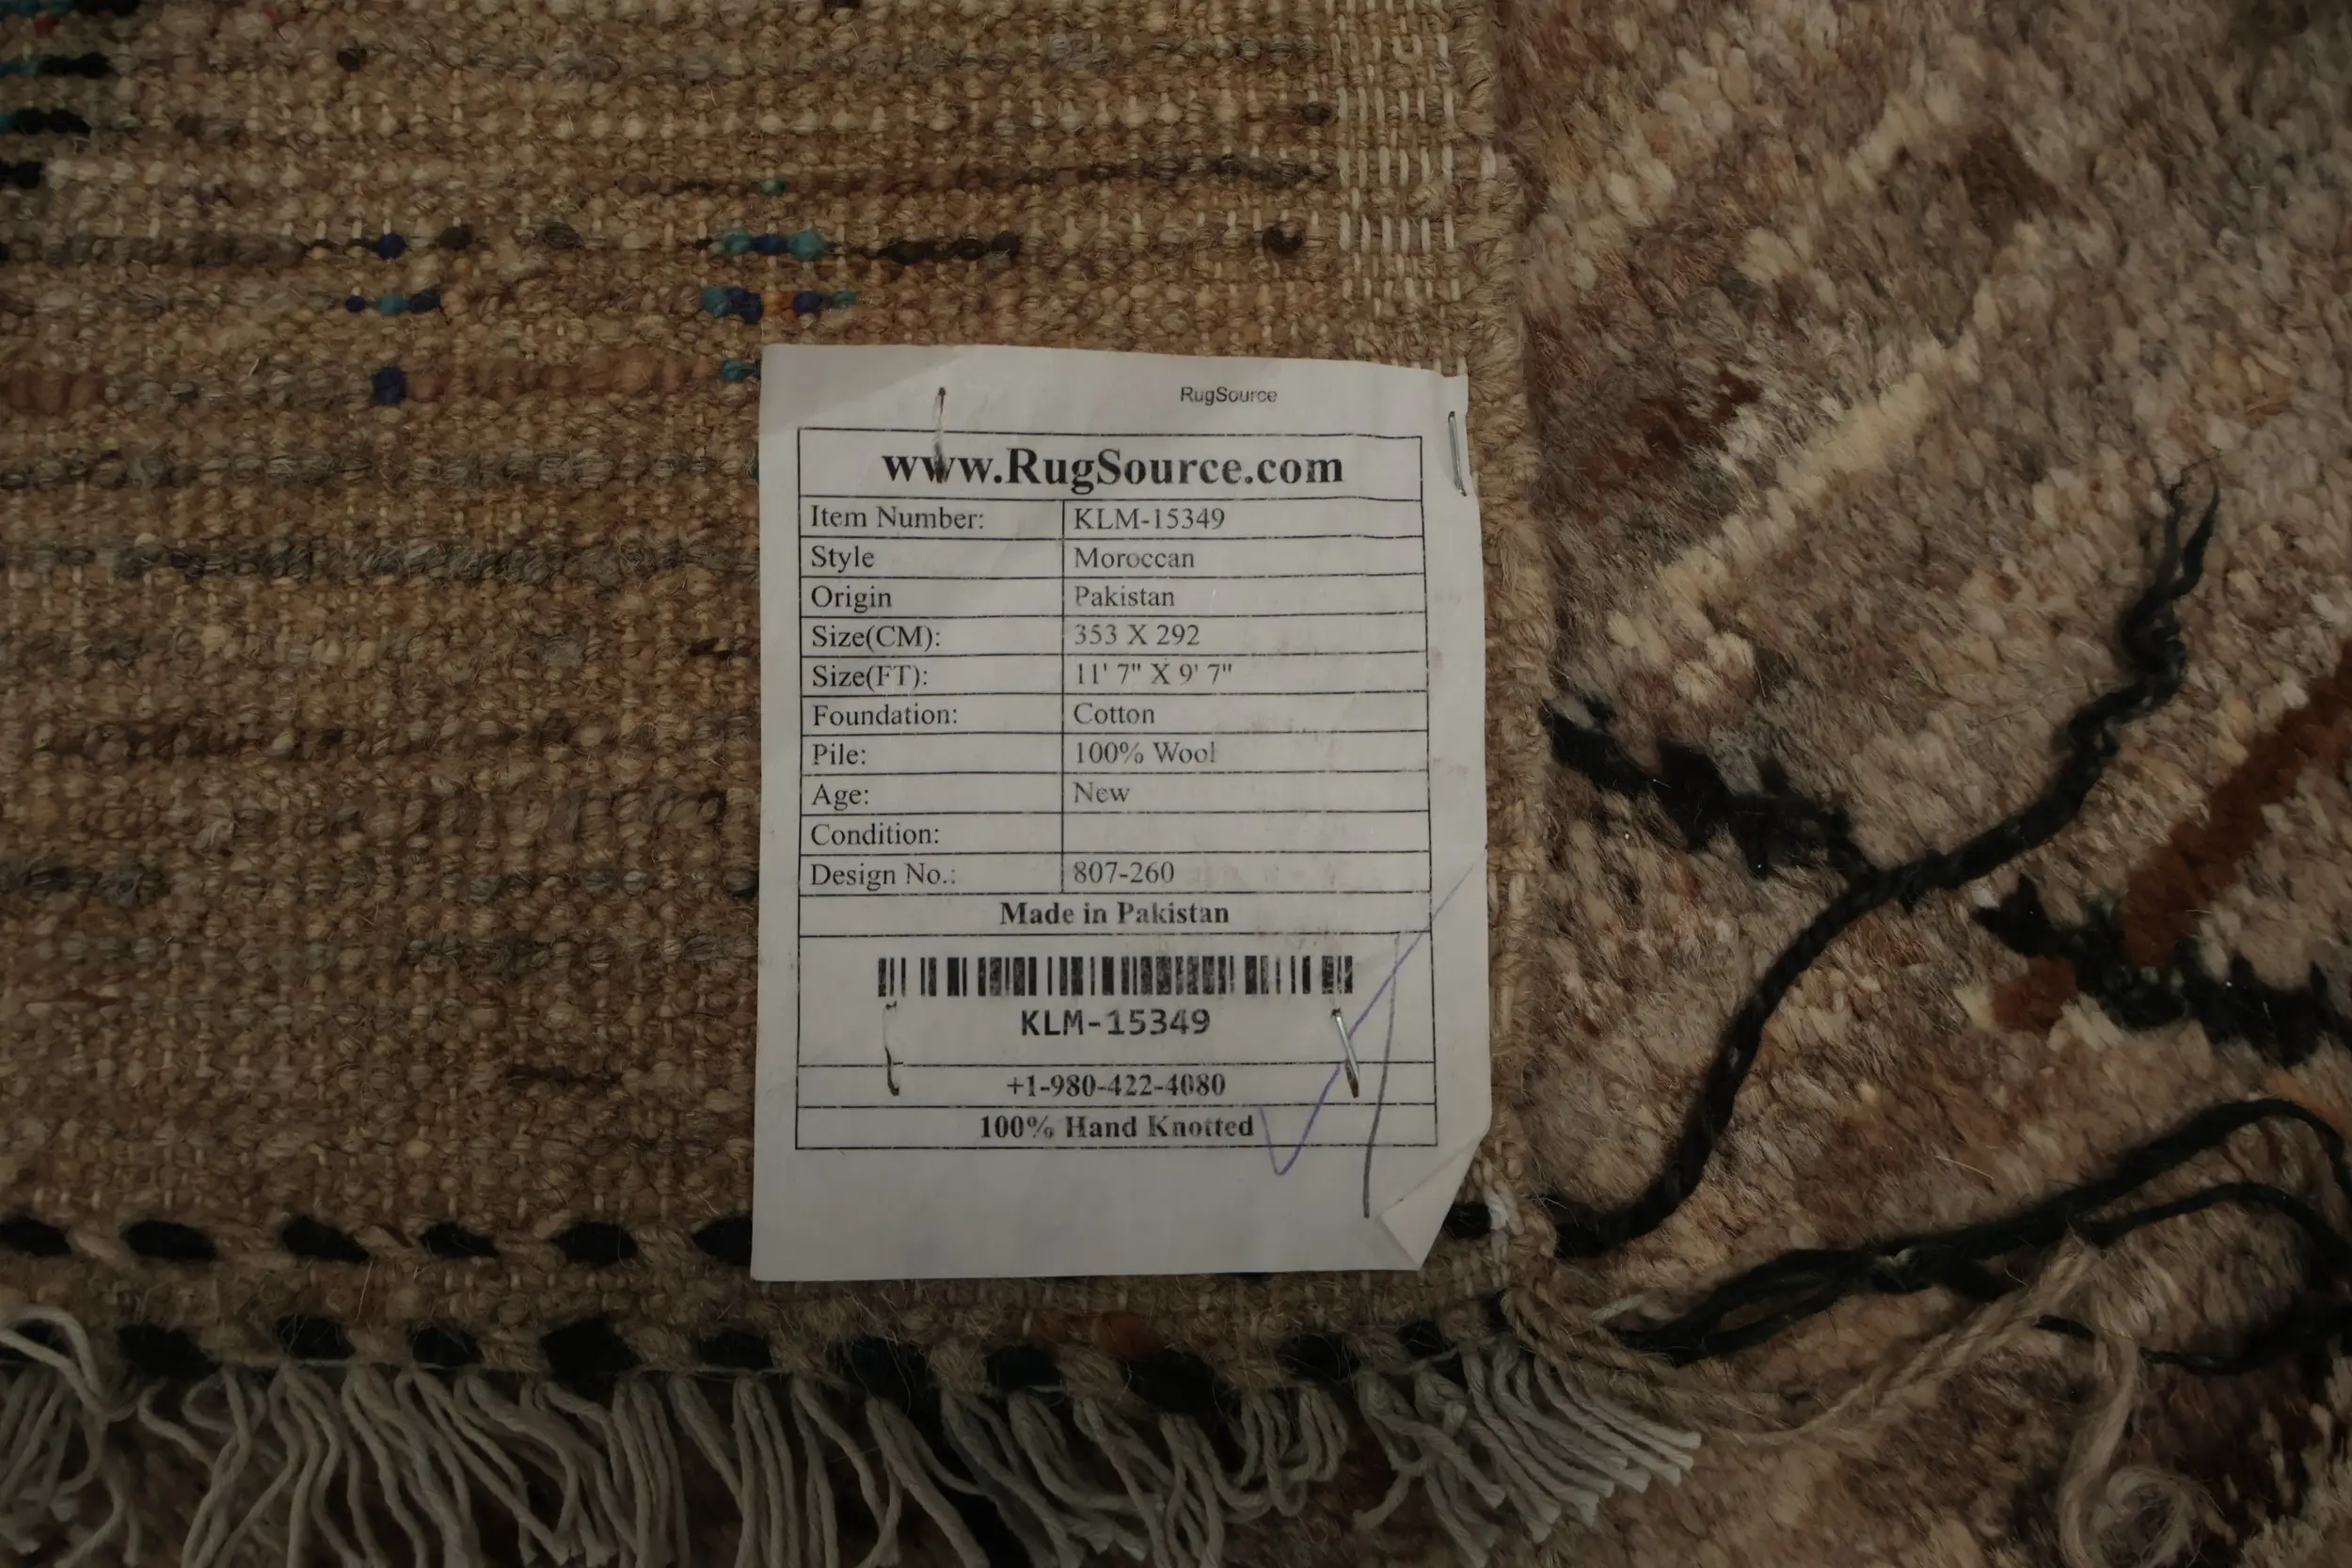 RugSource
www.RugSource.com
Item Number: KLM-15349
Style Moroccan
Origin Pakistan
Size(CM): 353 X 292
Size(FT): 11' 7" X 9' 7"
Foundation: Cotton
Pile: 100% Wool
Age: New
Condition:
Design No.: 807-260
Made in Pakistan
KLM-15349
+1-980-422-4080
100% Hand Knotted